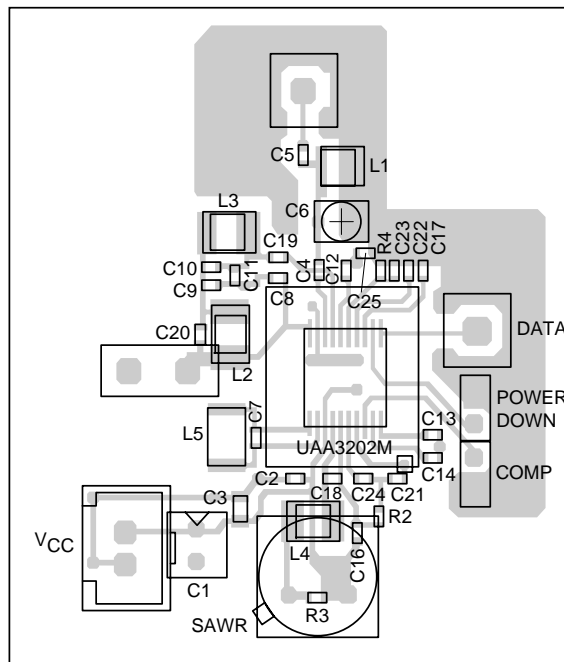 C5
L1
L3
C6
C19
C4
C12
R4
C23
C22
C17
C10
C11
C9
C8
C25
C20
L2
DATA
POWER
DOWN
L5
C7
C13
UAA3202M
C14
COMP
C2
C18
C24
C21
C3
R2
VCC
L4
C16
C1
R3
SAWR